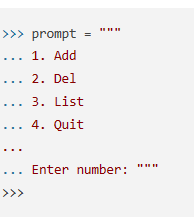 >>> prompt = """
... 1. Add
... 2. Del
... 3. List
... 4. Quit
...
... Enter number: """
>>>